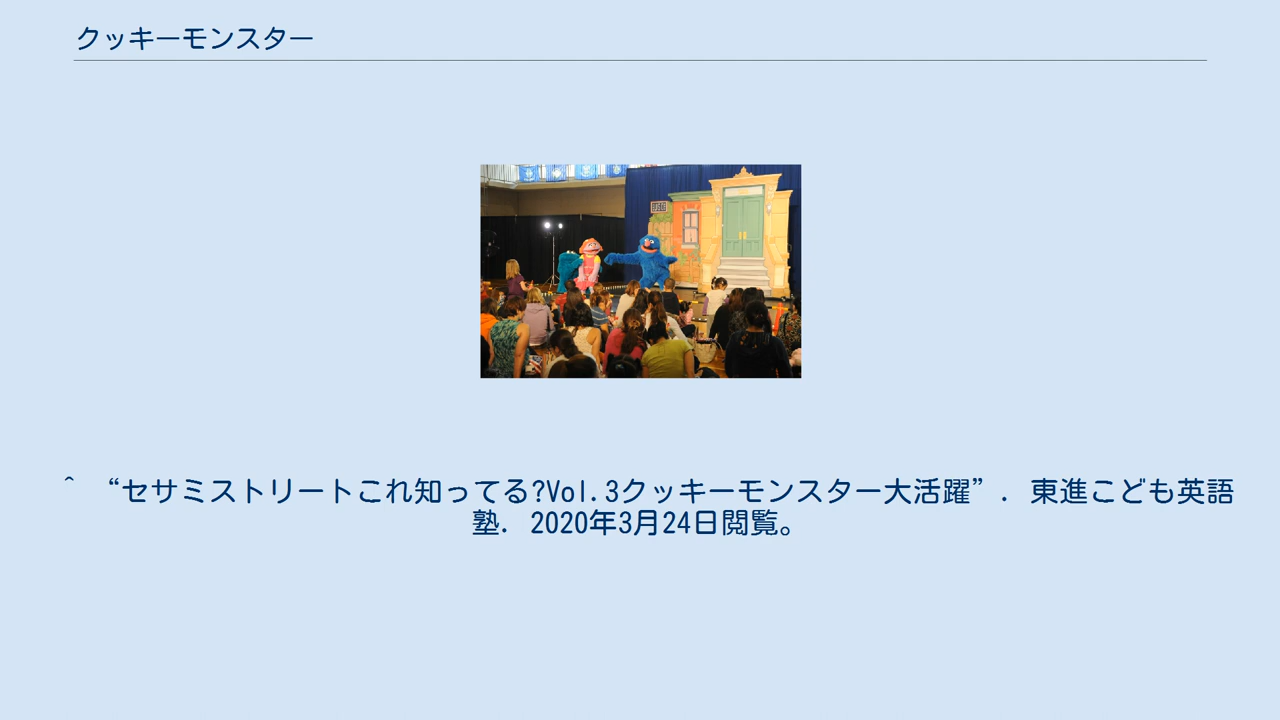 クッキーモンスター
^ “セサミストリートこれ知ってる?Vol.3クッキーモンスター大活躍”. 東進こども英語
塾. 2020年3月24日閲覧。